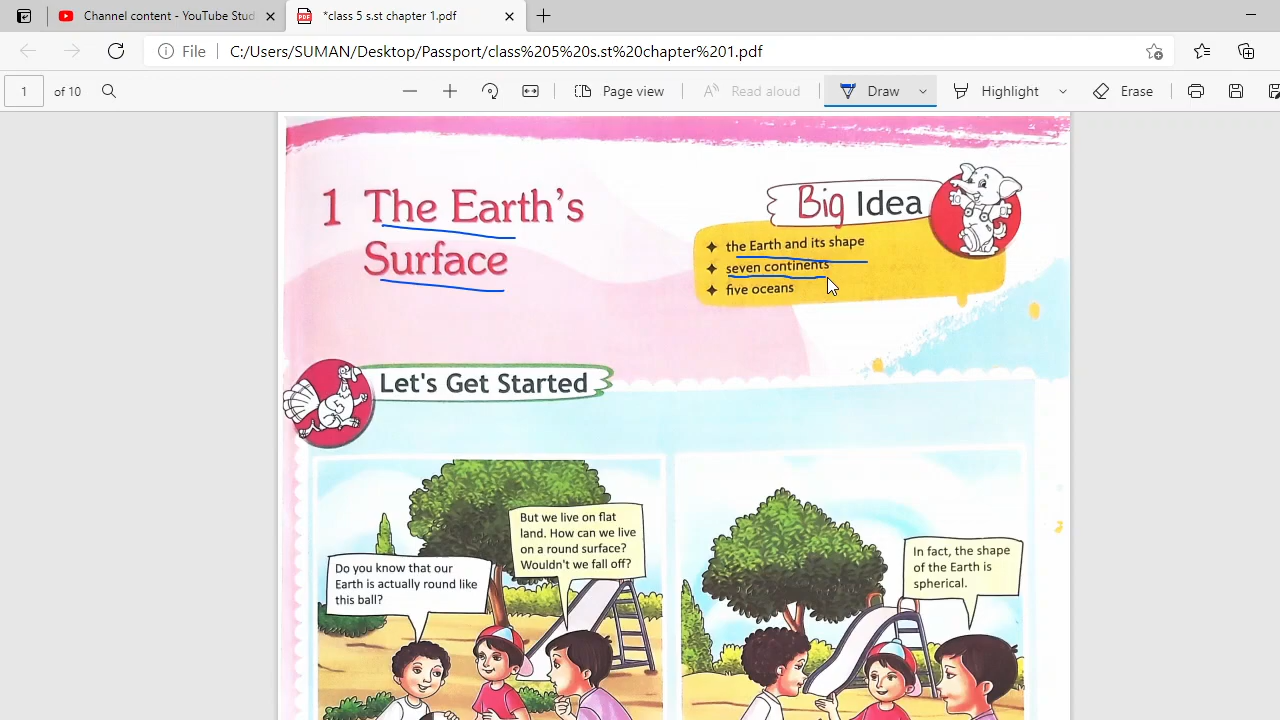 Channel content - YouTube Stud
*class 5 s.st chapter 1.pdf
File
C:/Users/SUMAN/Desktop/Passport/class%205%20s.st%20chapter%201.pdf
1 of 10
Page view
Read aloud
Draw
Highlight
Erase
1 The Earth's
Surface
Big Idea
the Earth and its shape
seven continents
five oceans
Let's Get Started
Do you know that our
Earth is actually round like
this ball?
But we live on flat
land. How can we live
on a round surface?
Wouldn't we fall off?
In fact, the shape
of the Earth is
spherical.